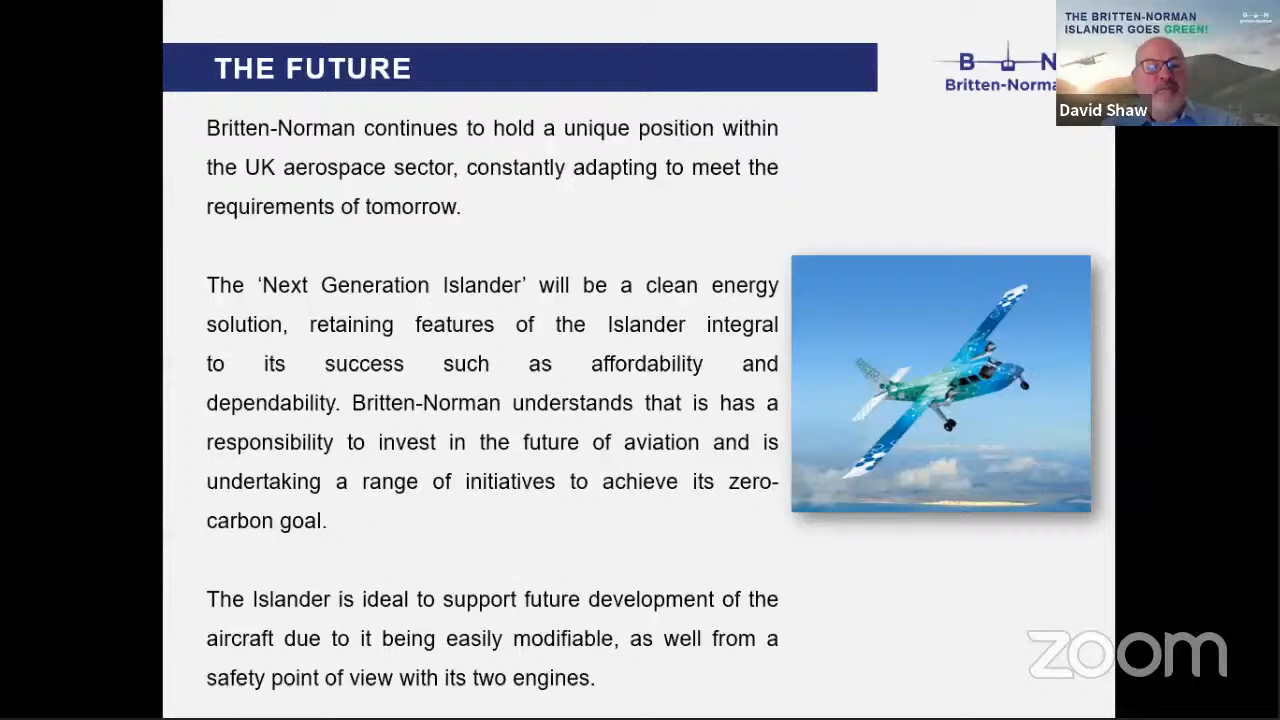 THE FUTURE
B N
Britten-Norma
THE BRITTEN-NORMAN
ISLANDER GOES GREEN!
B N
David Shaw
Britten-Norman continues to hold a unique position within
the UK aerospace sector, constantly adapting to meet the
requirements of tomorrow.
The ‘Next Generation Islander’ will be a clean energy
solution, retaining features of the Islander integral
to its success such as affordability and
dependability. Britten-Norman understands that is has a
responsibility to invest in the future of aviation and is
undertaking a range of initiatives to achieve its zero-
carbon goal.
The Islander is ideal to support future development of the
aircraft due to it being easily modifiable, as well from a
safety point of view with its two engines.
zoom